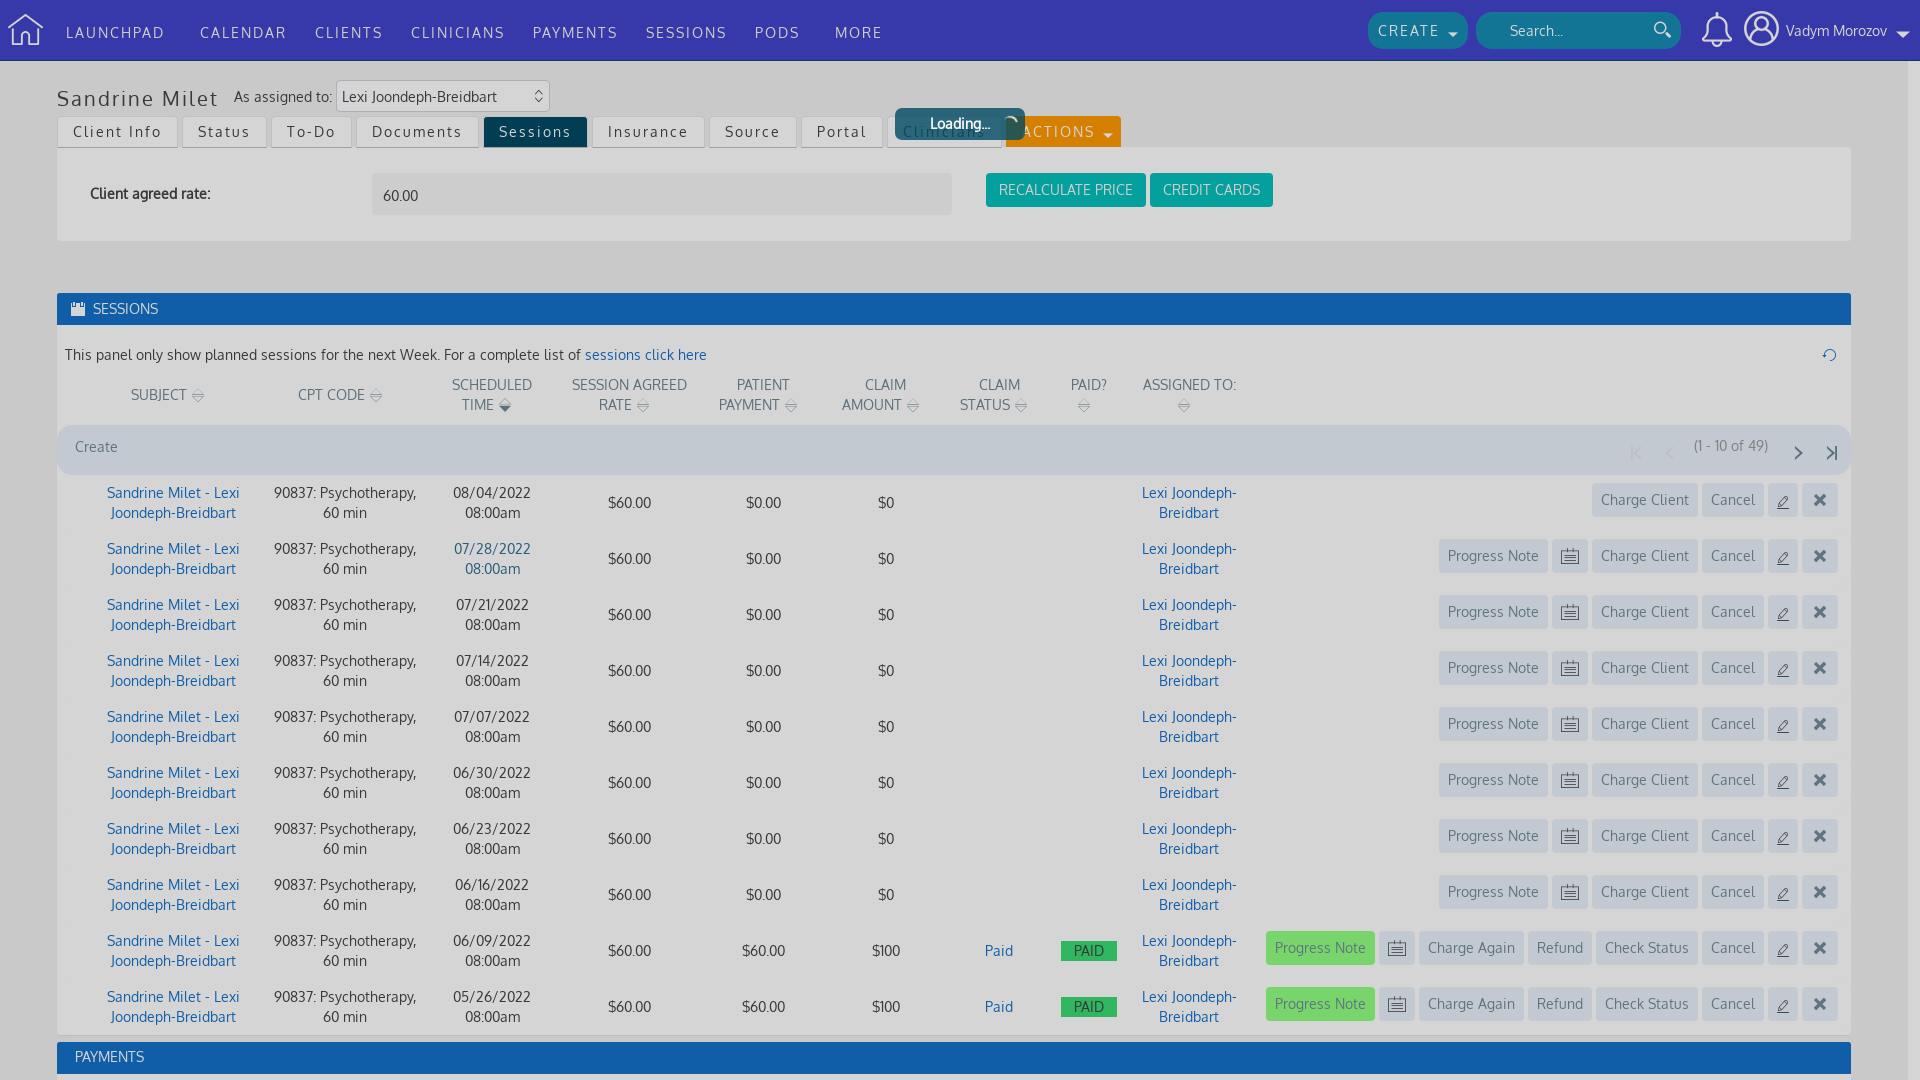 LAUNCHPAD CALENDAR CLIENTS CLINICIANS PAYMENTS SESSIONS PODS MORE CREATE Search... Vadym Morozov
Sandrine Milet As assigned to: Lexi Joondeph-Breidbart
Loading...
Client Info Status To-Do Documents Sessions Insurance Source Portal Clinicians ACTIONS
Client agreed rate: 60.00 RECALCULATE PRICE CREDIT CARDS
SESSIONS
This panel only show planned sessions for the next Week. For a complete list of sessions click here
SUBJECT CPT CODE SCHEDULED TIME SESSION AGREED RATE PATIENT PAYMENT CLAIM AMOUNT CLAIM STATUS PAID? ASSIGNED TO:
Create (1 - 10 of 49)
Sandrine Milet - Lexi 90837: Psychotherapy, 08/04/2022 $60.00 $0.00 $0 Lexi Joondeph- Charge Client Cancel
Joondeph-Breidbart 60 min 08:00am Breidbart
Sandrine Milet - Lexi 90837: Psychotherapy, 07/28/2022 $60.00 $0.00 $0 Lexi Joondeph- Progress Note Charge Client Cancel
Joondeph-Breidbart 60 min 08:00am Breidbart
Sandrine Milet - Lexi 90837: Psychotherapy, 07/21/2022 $60.00 $0.00 $0 Lexi Joondeph- Progress Note Charge Client Cancel
Joondeph-Breidbart 60 min 08:00am Breidbart
Sandrine Milet - Lexi 90837: Psychotherapy, 07/14/2022 $60.00 $0.00 $0 Lexi Joondeph- Progress Note Charge Client Cancel
Joondeph-Breidbart 60 min 08:00am Breidbart
Sandrine Milet - Lexi 90837: Psychotherapy, 07/07/2022 $60.00 $0.00 $0 Lexi Joondeph- Progress Note Charge Client Cancel
Joondeph-Breidbart 60 min 08:00am Breidbart
Sandrine Milet - Lexi 90837: Psychotherapy, 06/30/2022 $60.00 $0.00 $0 Lexi Joondeph- Progress Note Charge Client Cancel
Joondeph-Breidbart 60 min 08:00am Breidbart
Sandrine Milet - Lexi 90837: Psychotherapy, 06/23/2022 $60.00 $0.00 $0 Lexi Joondeph- Progress Note Charge Client Cancel
Joondeph-Breidbart 60 min 08:00am Breidbart
Sandrine Milet - Lexi 90837: Psychotherapy, 06/16/2022 $60.00 $0.00 $0 Lexi Joondeph- Progress Note Charge Client Cancel
Joondeph-Breidbart 60 min 08:00am Breidbart
Sandrine Milet - Lexi 90837: Psychotherapy, 06/09/2022 $60.00 $60.00 $100 Paid PAID Lexi Joondeph- Progress Note Charge Again Refund Check Status Cancel
Joondeph-Breidbart 60 min 08:00am Breidbart
Sandrine Milet - Lexi 90837: Psychotherapy, 05/26/2022 $60.00 $60.00 $100 Paid PAID Lexi Joondeph- Progress Note Charge Again Refund Check Status Cancel
Joondeph-Breidbart 60 min 08:00am Breidbart
PAYMENTS